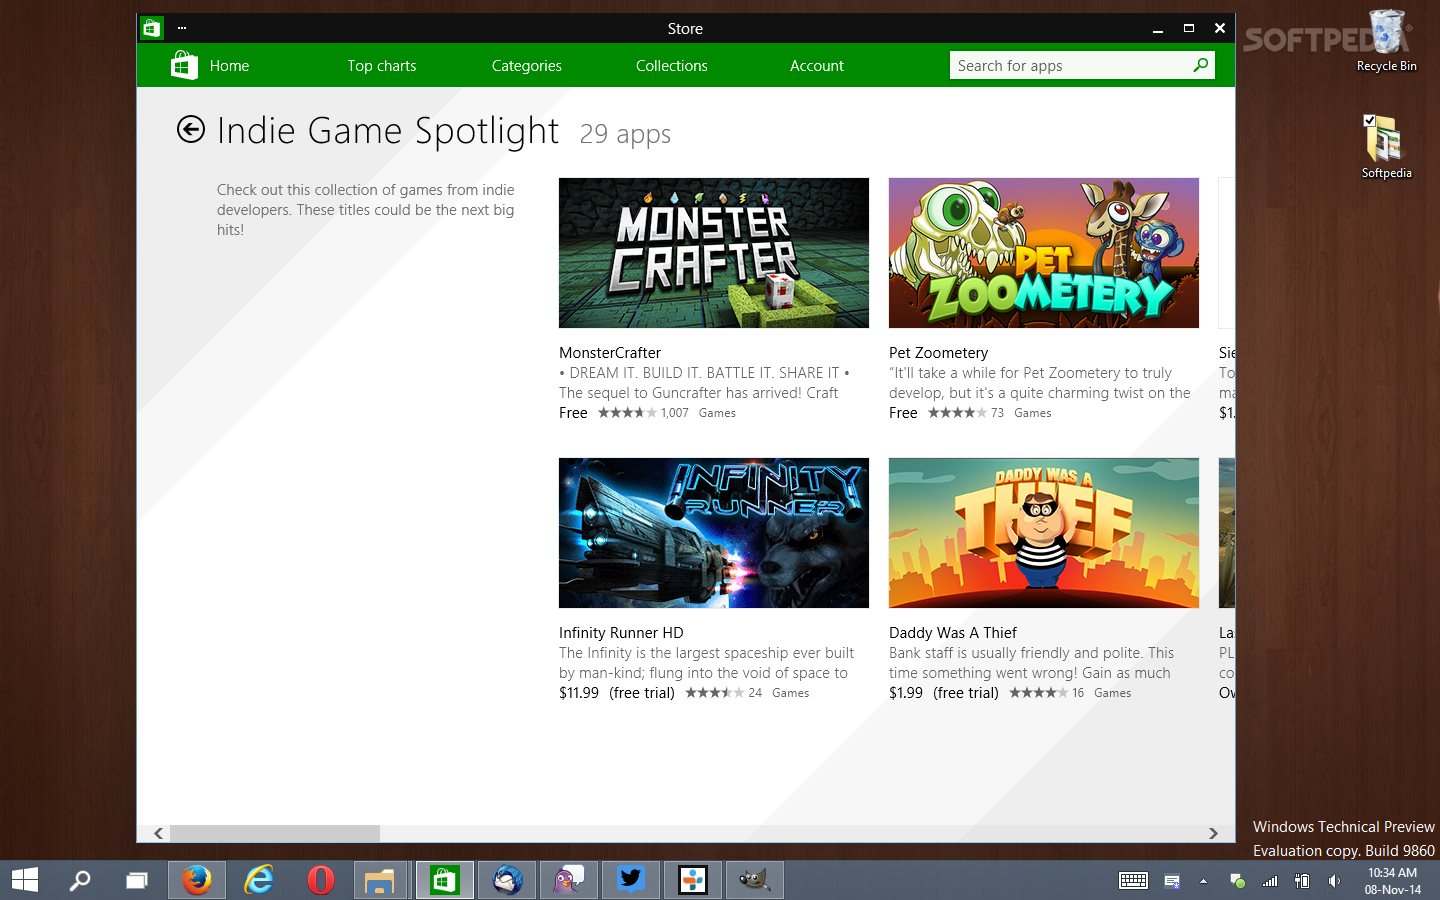 ...
Store
SOFTPEDIA®
Recycle Bin
Softpedia
Home
Top charts
Categories
Collections
Account
Search for apps
Indie Game Spotlight 29 apps
Check out this collection of games from indie
developers. These titles could be the next big
hits!
MONSTER
CRAFTER
MonsterCrafter
• DREAM IT. BUILD IT. BATTLE IT. SHARE IT •
The sequel to Guncrafter has arrived! Craft
Free 1,007 Games
PET
ZOOMETERY
Pet Zoometery
“It'll take a while for Pet Zoometery to truly
develop, but it's a quite charming twist on the
Free 73 Games
Sie
To
ma
$1.
INFINITY
RUNNER
Infinity Runner HD
The Infinity is the largest spaceship ever built
by man-kind; flung into the void of space to
$11.99 (free trial) 24 Games
DADDY WAS A
THIEF
Daddy Was A Thief
Bank staff is usually friendly and polite. This
time something went wrong! Gain as much
$1.99 (free trial) 16 Games
Las
PL
co
Ow
Windows Technical Preview
Evaluation copy. Build 9860
10:34 AM
08-Nov-14